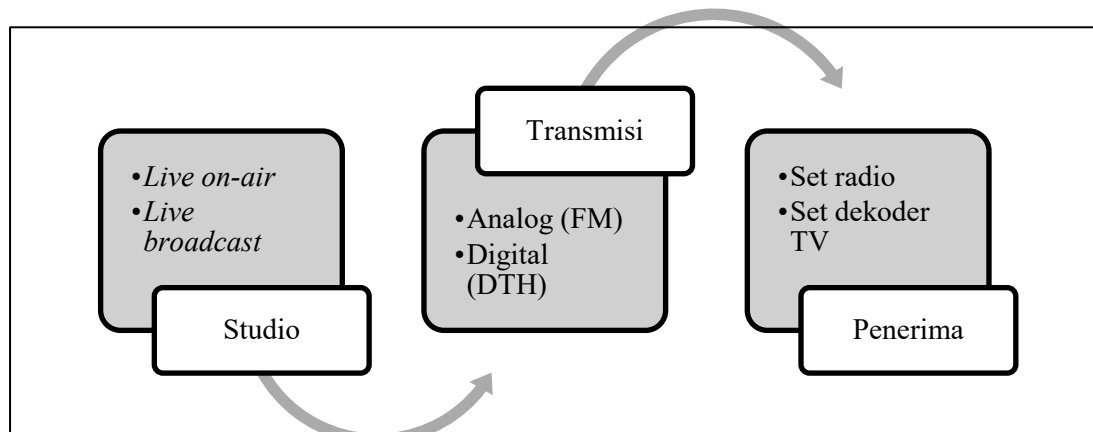 •Live on-air
•Live
broadcast
Studio
Transmisi
•Analog (FM)
•Digital
(DTH)
•Set radio
•Set dekoder
TV
Penerima